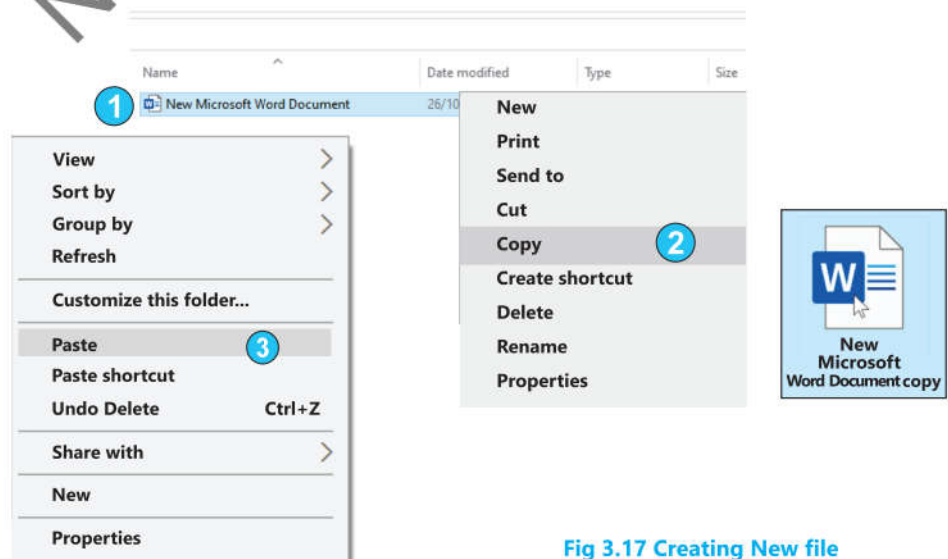 Name
Date modified
Type
Size
1
New Microsoft Word Document
26/10
New
Print
Send to
Cut
Copy
2
Create shortcut
Delete
Rename
Properties
View
Sort by
Group by
Refresh
Customize this folder...
Paste
3
Paste shortcut
Undo Delete Ctrl+Z
Share with
New
Properties
W
New
Microsoft
Word Document copy
Fig 3.17 Creating New file